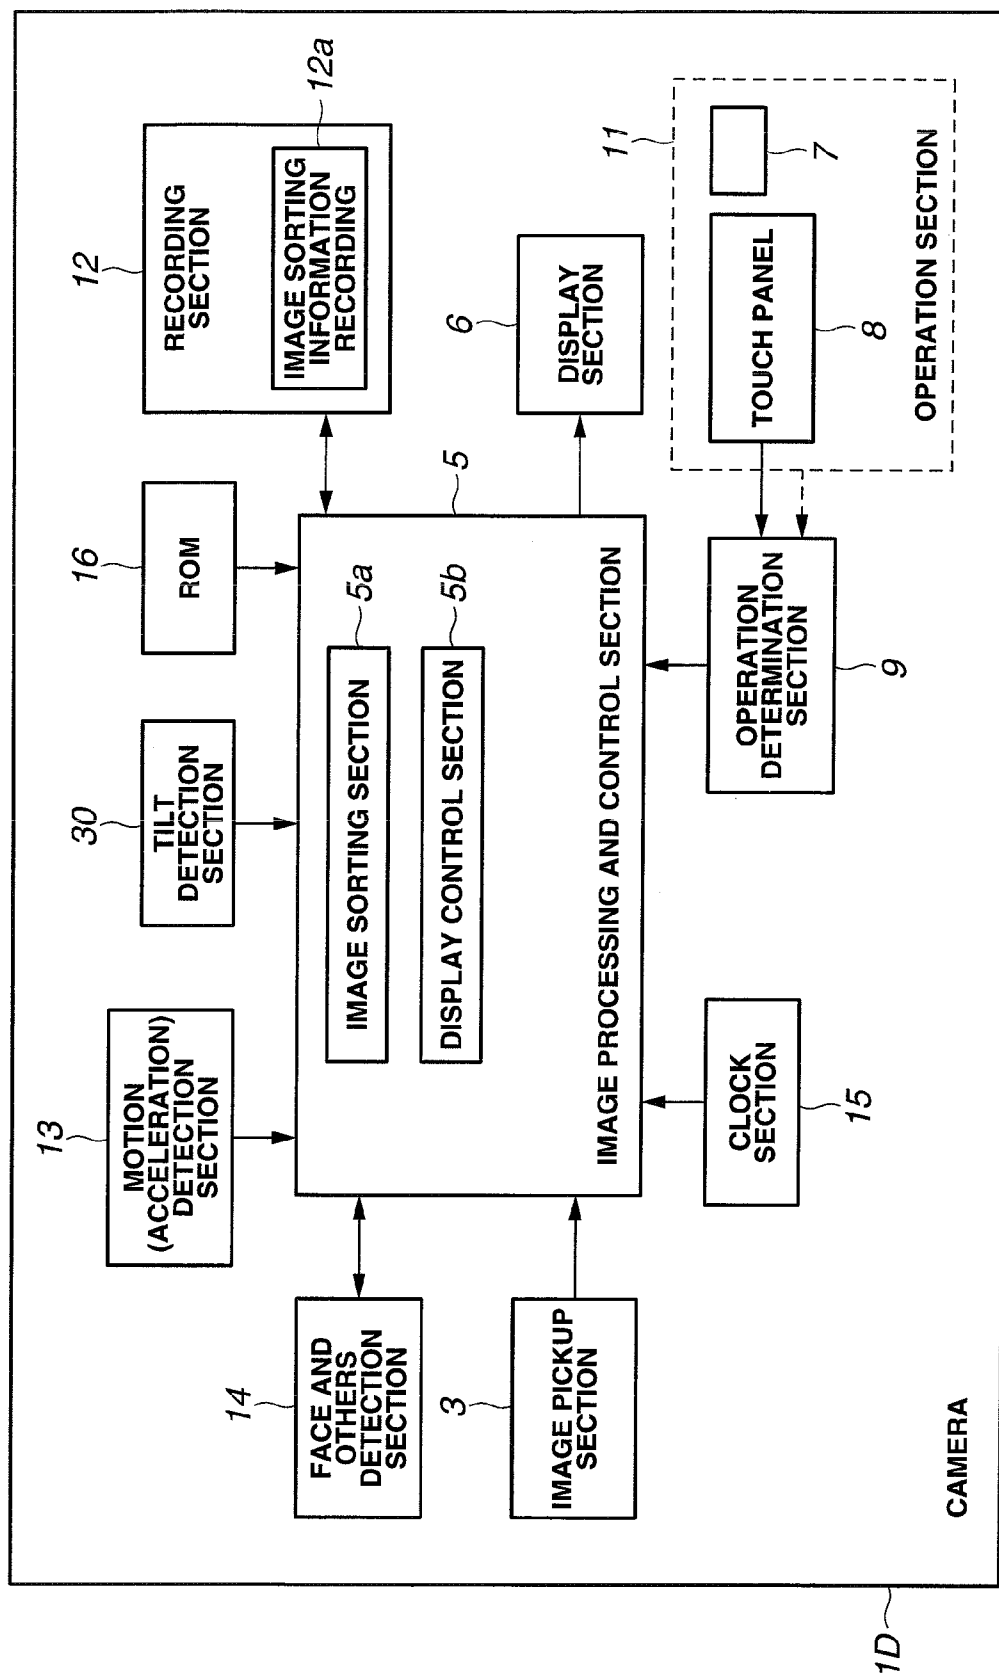 1D
CAMERA
14
FACE AND
OTHERS
DETECTION
SECTION
3
IMAGE PICKUP
SECTION
13
MOTION
(ACCELERATION)
DETECTION
SECTION
30
TILT
DETECTION
SECTION
16
ROM
12
RECORDING
SECTION
12a
IMAGE SORTING
INFORMATION
RECORDING
5
IMAGE SORTING SECTION
5a
DISPLAY CONTROL SECTION
5b
IMAGE PROCESSING AND CONTROL SECTION
6
DISPLAY
SECTION
CLOCK
SECTION
15
OPERATION
DETERMINATION
SECTION
9
11
7
TOUCH PANEL
8
OPERATION SECTION